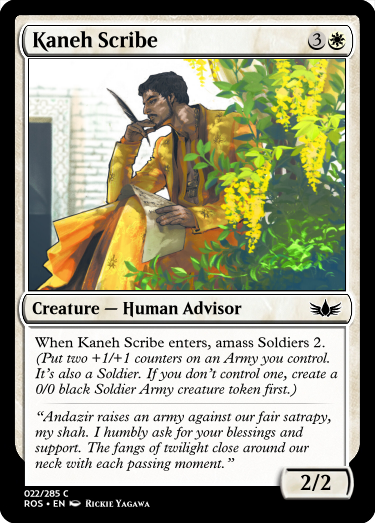 Kaneh Scribe 3
Creature — Human Advisor
When Kaneh Scribe enters, amass Soldiers 2.
(Put two +1/+1 counters on an Army you control.
It's also a Soldier. If you don't control one, create a
0/0 black Soldier Army creature token first.)
“Andazir raises an army against our fair satrapy,
my shah. I humbly ask for your blessings and
support. The fangs of twilight close around our
neck with each passing moment.”
2/2
022/285 C
ROS • EN Rickie Yagawa